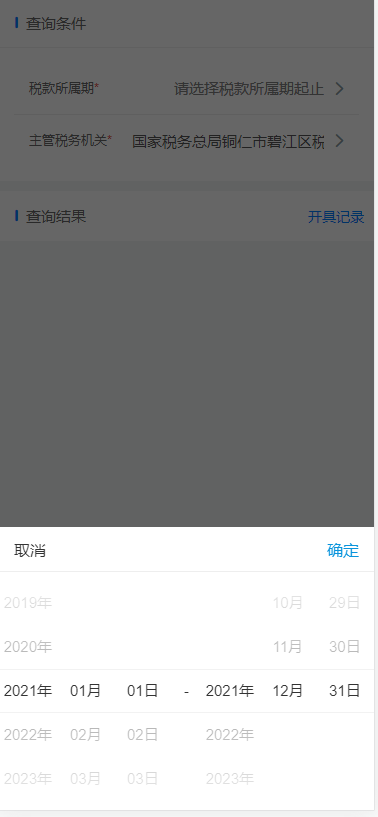 查询条件
税款所属期* 请选择税款所属期起止
主管税务机关* 国家税务总局铜仁市碧江区税
查询结果 开具记录
取消 确定
2019年 10月 29日
2020年 11月 30日
2021年 01月 01日 - 2021年 12月 31日
2022年 02月 02日 2022年
2023年 03月 03日 2023年